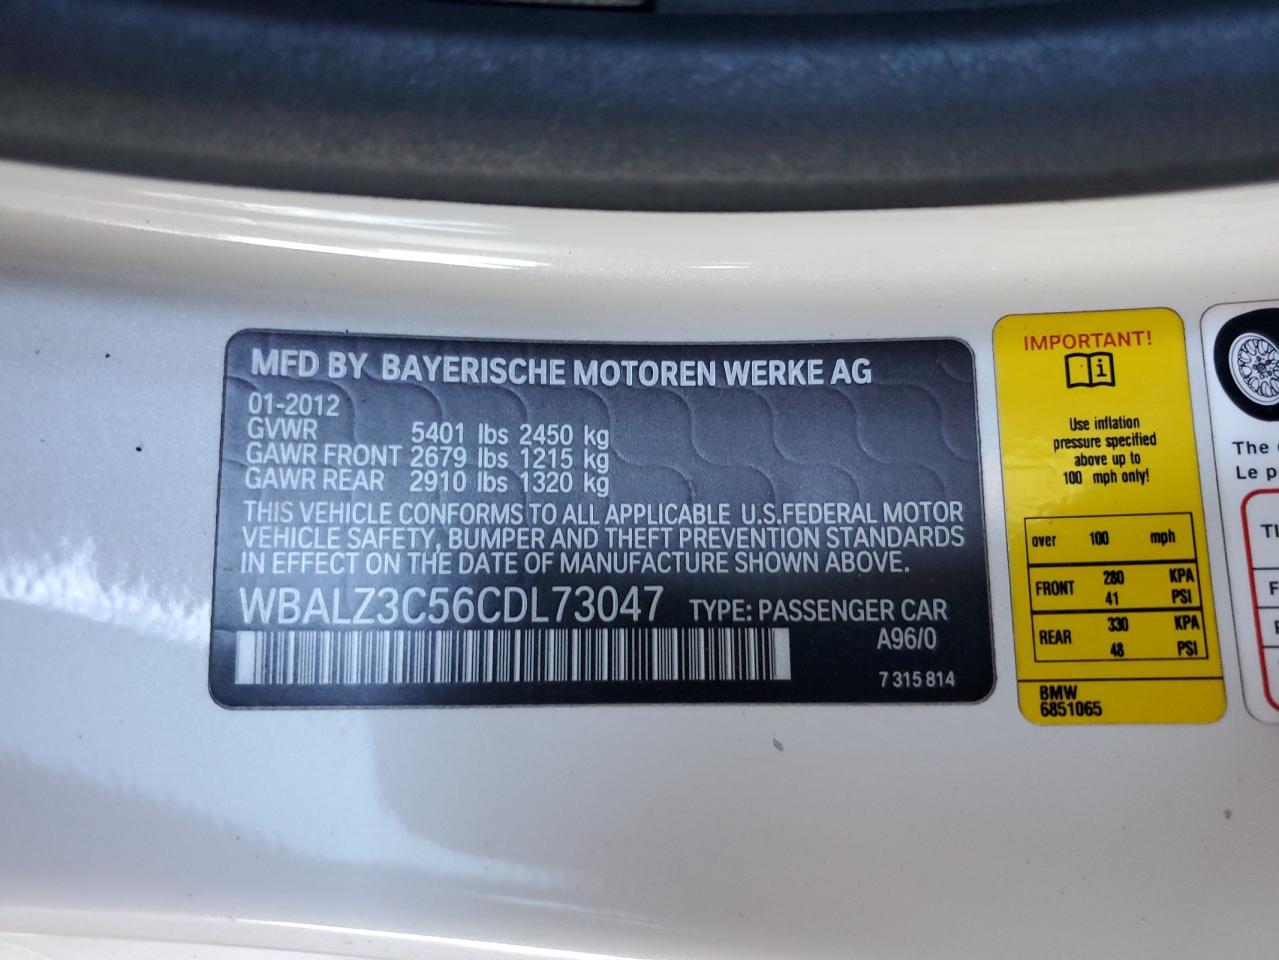 MFD BY BAYERISCHE MOTOREN WERKE AG
01-2012
GVWR 5401 lbs 2450 kg
GAWR FRONT 2679 lbs 1215 kg
GAWR REAR 2910 lbs 1320 kg
THIS VEHICLE CONFORMS TO ALL APPLICABLE U.S.FEDERAL MOTOR
VEHICLE SAFETY, BUMPER AND THEFT PREVENTION STANDARDS
IN EFFECT ON THE DATE OF MANUFACTURE SHOWN ABOVE.
WBALZ3C56CDL73047 TYPE: PASSENGER CAR
A96/0
7 315 814
IMPORTANT!
i
Use inflation
pressure specified
above up to
100 mph only!
over 100 mph
FRONT 280 KPA
41 PSI
REAR 330 KPA
48 PSI
BMW
6851065
The
Le p